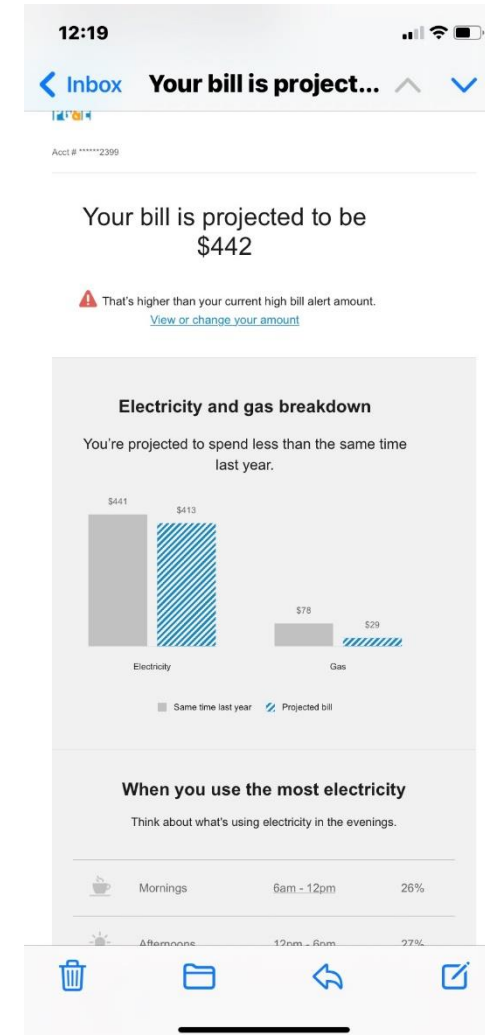 12:19
Inbox
Your bill is project...
Acct # ******2399
Your bill is projected to be
$442
That's higher than your current high bill alert amount.
View or change your amount
Electricity and gas breakdown
You're projected to spend less than the same time
last year.
$441
$413
$78
$29
Electricity
Gas
Same time last year
Projected bill
When you use the most electricity
Think about what's using electricity in the evenings.
Mornings 6am - 12pm 26%
Afternoons 12pm - 6pm 27%